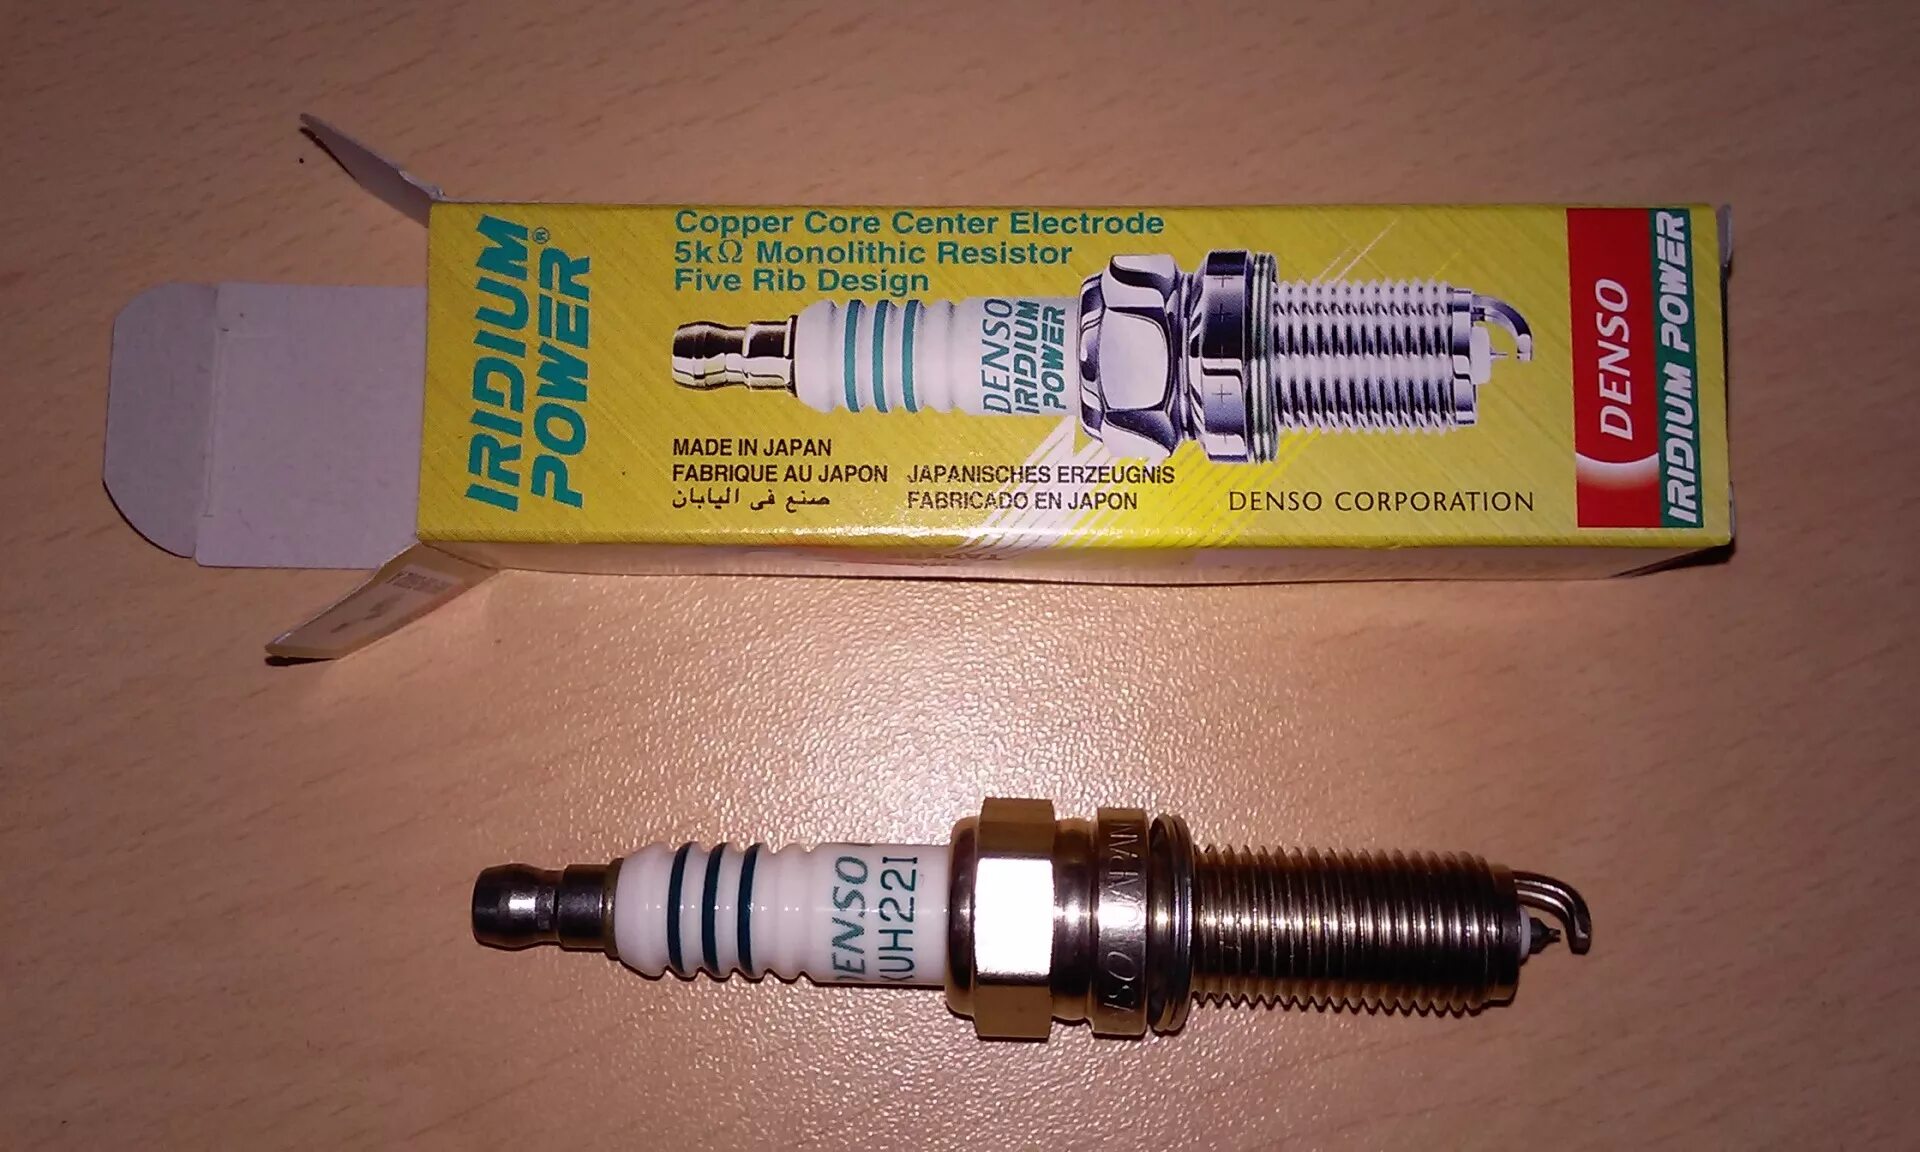 IRIDIUM
POWER®
Copper Core Center Electrode
5kΩ Monolithic Resistor
Five Rib Design
DENSO
IRIDIUM
POWER
MADE IN JAPAN
FABRIQUE AU JAPON JAPANISCHES ERZEUGNIS
صنع فى اليابان FABRICADO EN JAPON
DENSO CORPORATION
DENSO
IRIDIUM POWER
DENSO
XUH22I